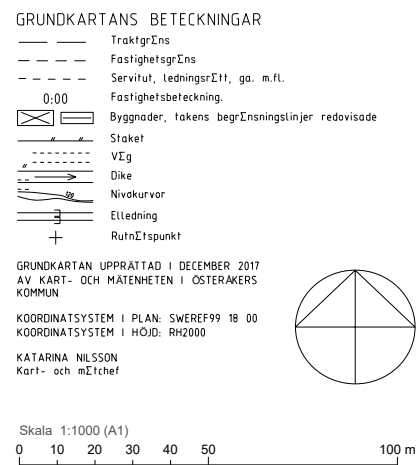 GRUNDKARTANS BETECKNINGAR
TraktgrΣns
FastighetsgrΣns
Servitut, ledningsrΣtt, ga. m.fl.
0:00 Fastighetsbeteckning.
Byggnader, takens begrΣnsningslinjer redovisade
Staket
VΣg
Dike
120 Nivåkurvor
Elledning
RutnΣtspunkt
GRUNDKARTAN UPPRÄTTAD I DECEMBER 2017
AV KART- OCH MÄTENHETEN I ÖSTERÅKERS
KOMMUN
KOORDINATSYSTEM I PLAN: SWEREF99 18 00
KOORDINATSYSTEM I HÖJD: RH2000
KATARINA NILSSON
Kart- och mΣtchef
Skala 1:1000 (A1)
0 10 20 30 40 50 100 m